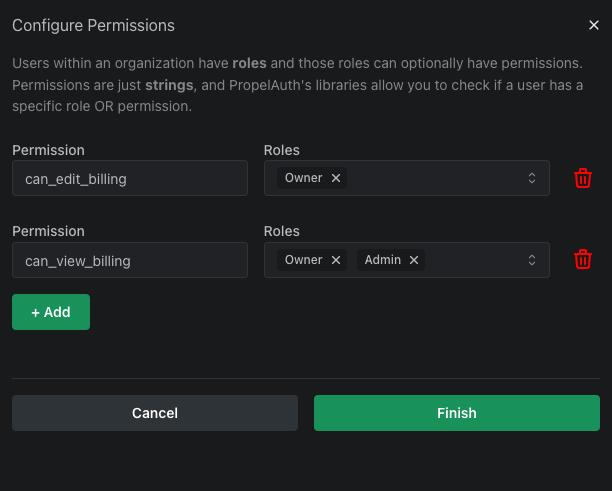 Configure Permissions
Users within an organization have roles and those roles can optionally have permissions.
Permissions are just strings, and PropelAuth's libraries allow you to check if a user has a
specific role OR permission.
Permission Roles
can_edit_billing Owner
Permission Roles
can_view_billing Owner Admin
+ Add
Cancel Finish